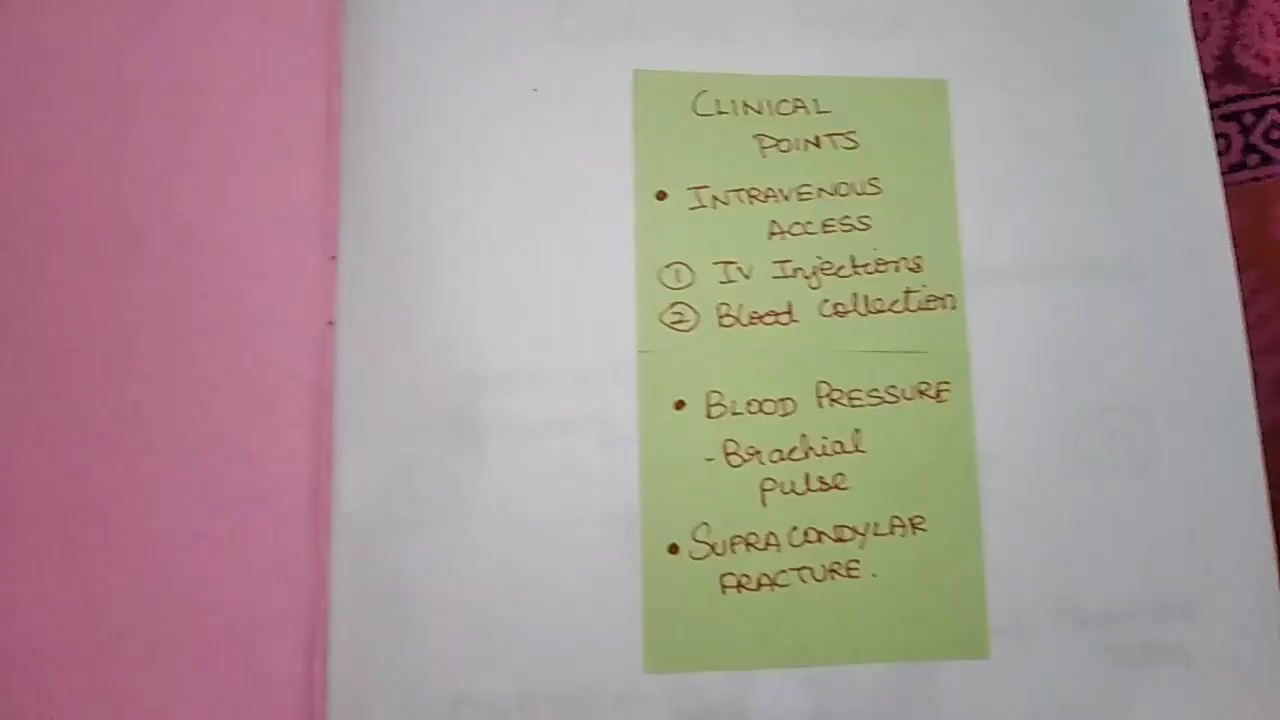 CLINICAL
POINTS
• INTRAVENOUS
ACCESS
① IV Injections
② Blood Collection
• BLOOD PRESSURE
- Brachial
pulse
• SUPRACONDYLAR
FRACTURE.